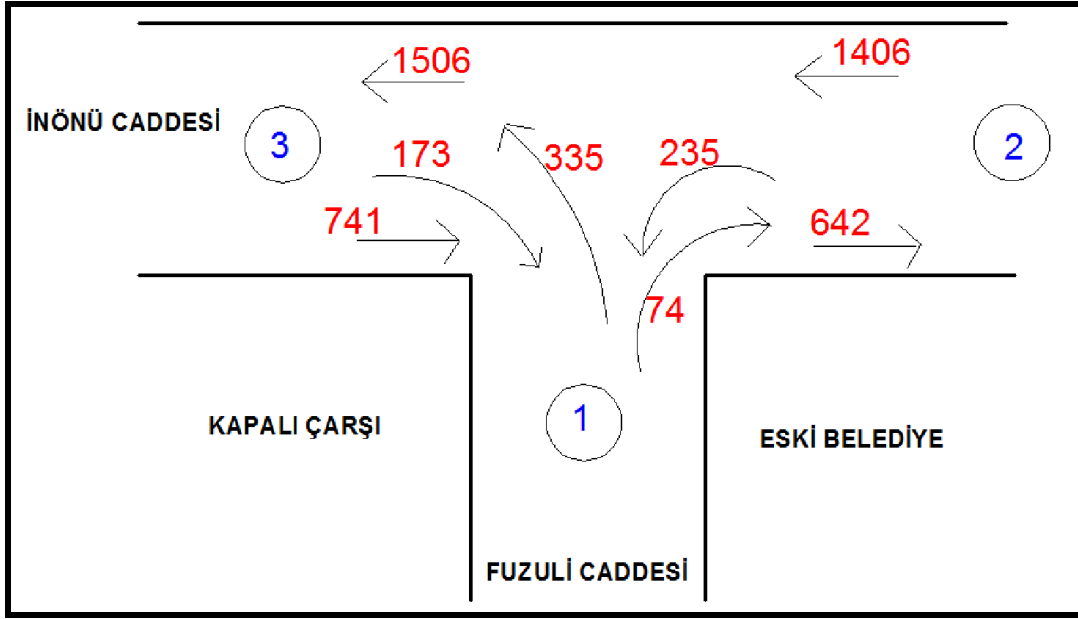 1506
1406
İNÖNÜ CADDESİ
3
173
335
235
2
741
642
74
KAPALI ÇARŞI
1
ESKİ BELEDİYE
FUZULİ CADDESİ